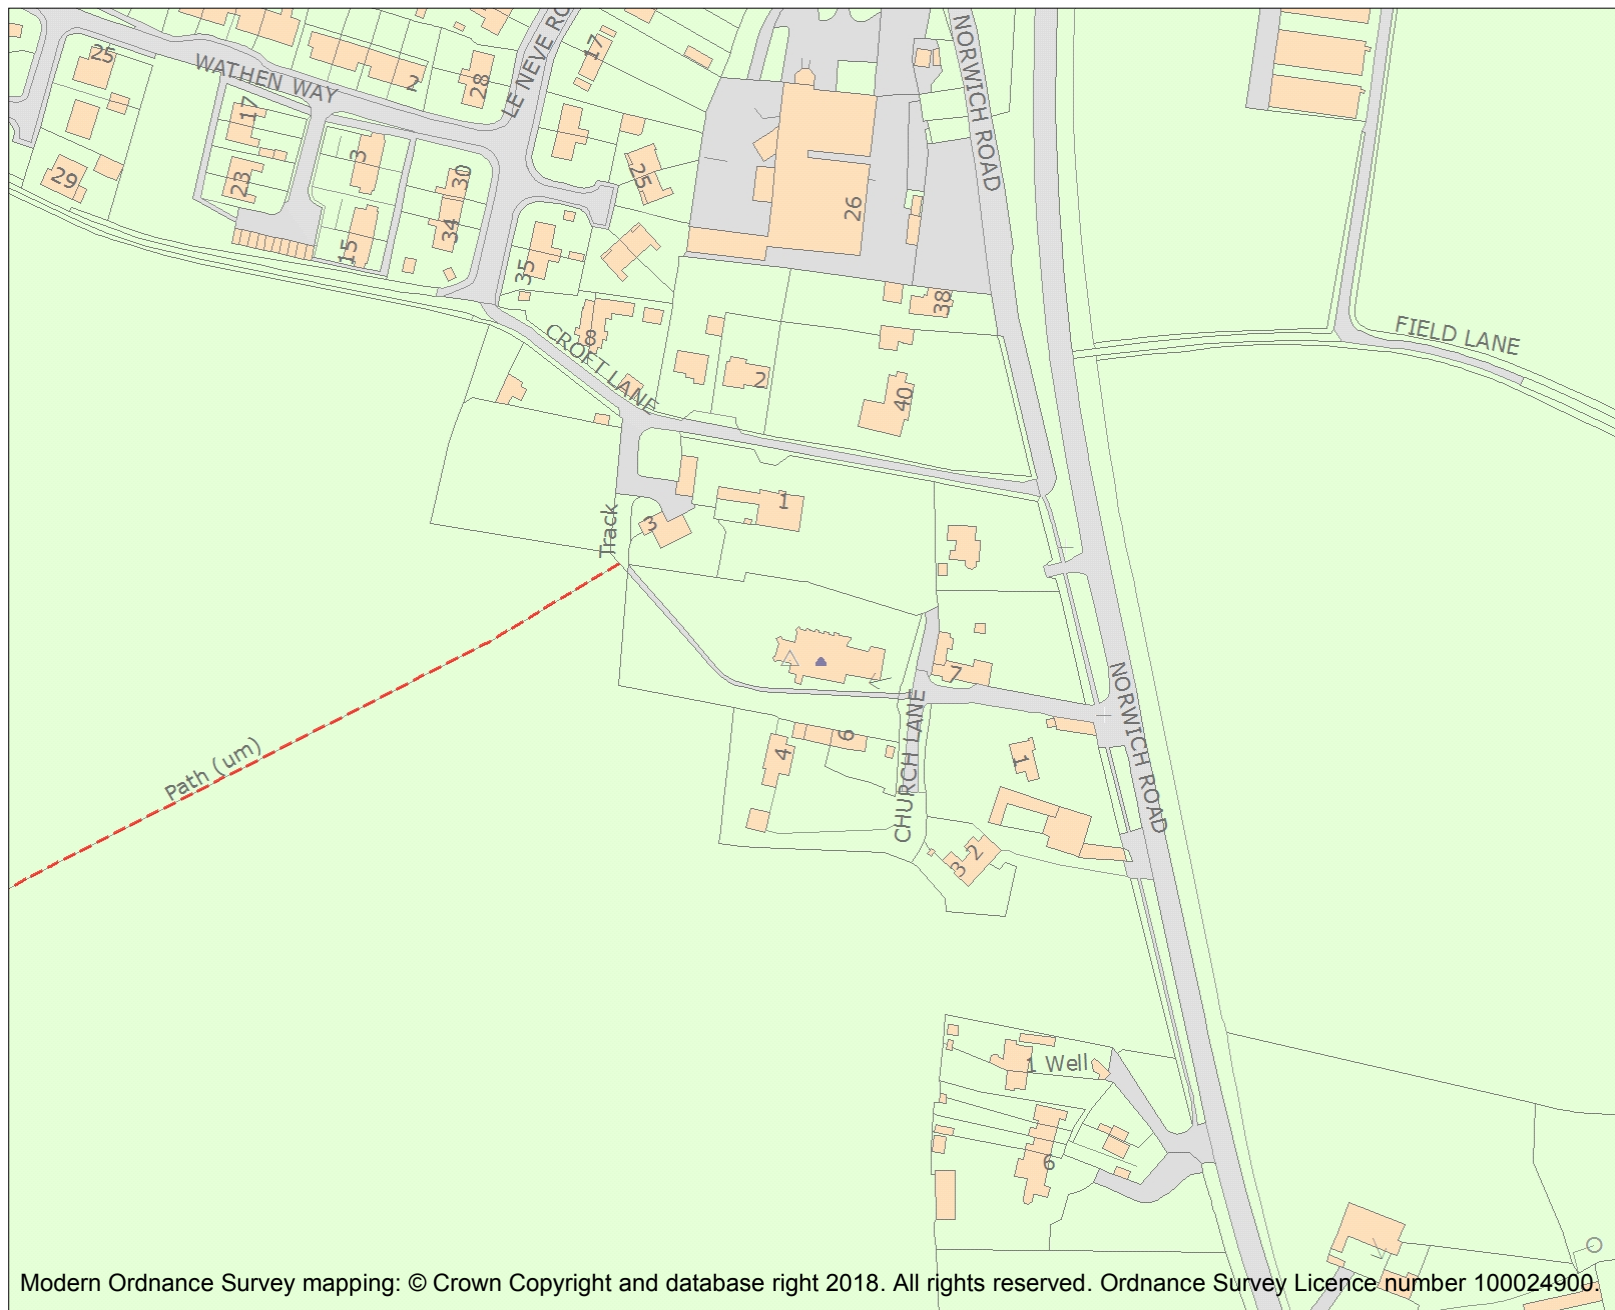 25
WATHEN WAY
2
28
LE NEVE RO
17
NORWICH ROAD
17
3
30
29
23
25
26
34
15
35
38
8
CROFT LANE
FIELD LANE
2
40
1
3
Track
7
NORWICH ROAD
Path (um)
4
6
CHURCH LANE
1
2
3
1 Well
6
Modern Ordnance Survey mapping: © Crown Copyright and database right 2018. All rights reserved. Ordnance Survey Licence number 100024900.